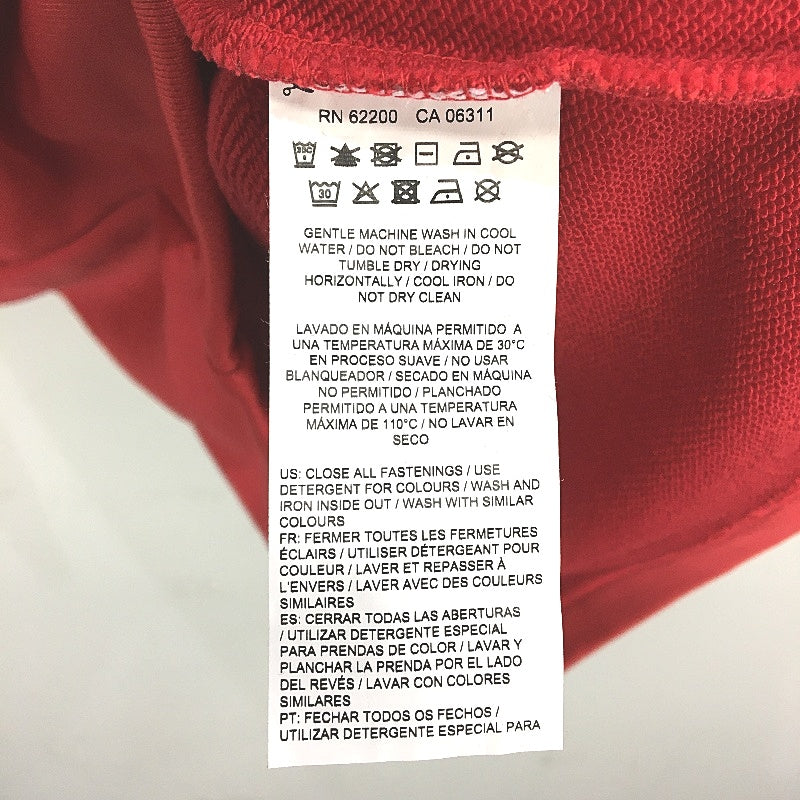 RN 62200 CA 06311
30
GENTLE MACHINE WASH IN COOL
WATER / DO NOT BLEACH / DO NOT
TUMBLE DRY / DRYING
HORIZONTALLY / COOL IRON / DO
NOT DRY CLEAN
LAVADO EN MÁQUINA PERMITIDO A
UNA TEMPERATURA MÁXIMA DE 30°C
EN PROCESO SUAVE / NO USAR
BLANQUEADOR / SECADO EN MÁQUINA
NO PERMITIDO / PLANCHADO
PERMITIDO A UNA TEMPERATURA
MÁXIMA DE 110°C / NO LAVAR EN
SECO
US: CLOSE ALL FASTENINGS / USE
DETERGENT FOR COLOURS / WASH AND
IRON INSIDE OUT / WASH WITH SIMILAR
COLOURS
FR: FERMER TOUTES LES FERMETURES
ÉCLAIRS / UTILISER DÉTERGEANT POUR
COULEUR / LAVER ET REPASSER À
L'ENVERS / LAVER AVEC DES COULEURS
SIMILAIRES
ES: CERRAR TODAS LAS ABERTURAS
/ UTILIZAR DETERGENTE ESPECIAL
PARA PRENDAS DE COLOR / LAVAR Y
PLANCHAR LA PRENDA POR EL LADO
DEL REVÉS / LAVAR CON COLORES
SIMILARES
PT: FECHAR TODOS OS FECHOS /
UTILIZAR DETERGENTE ESPECIAL PARA